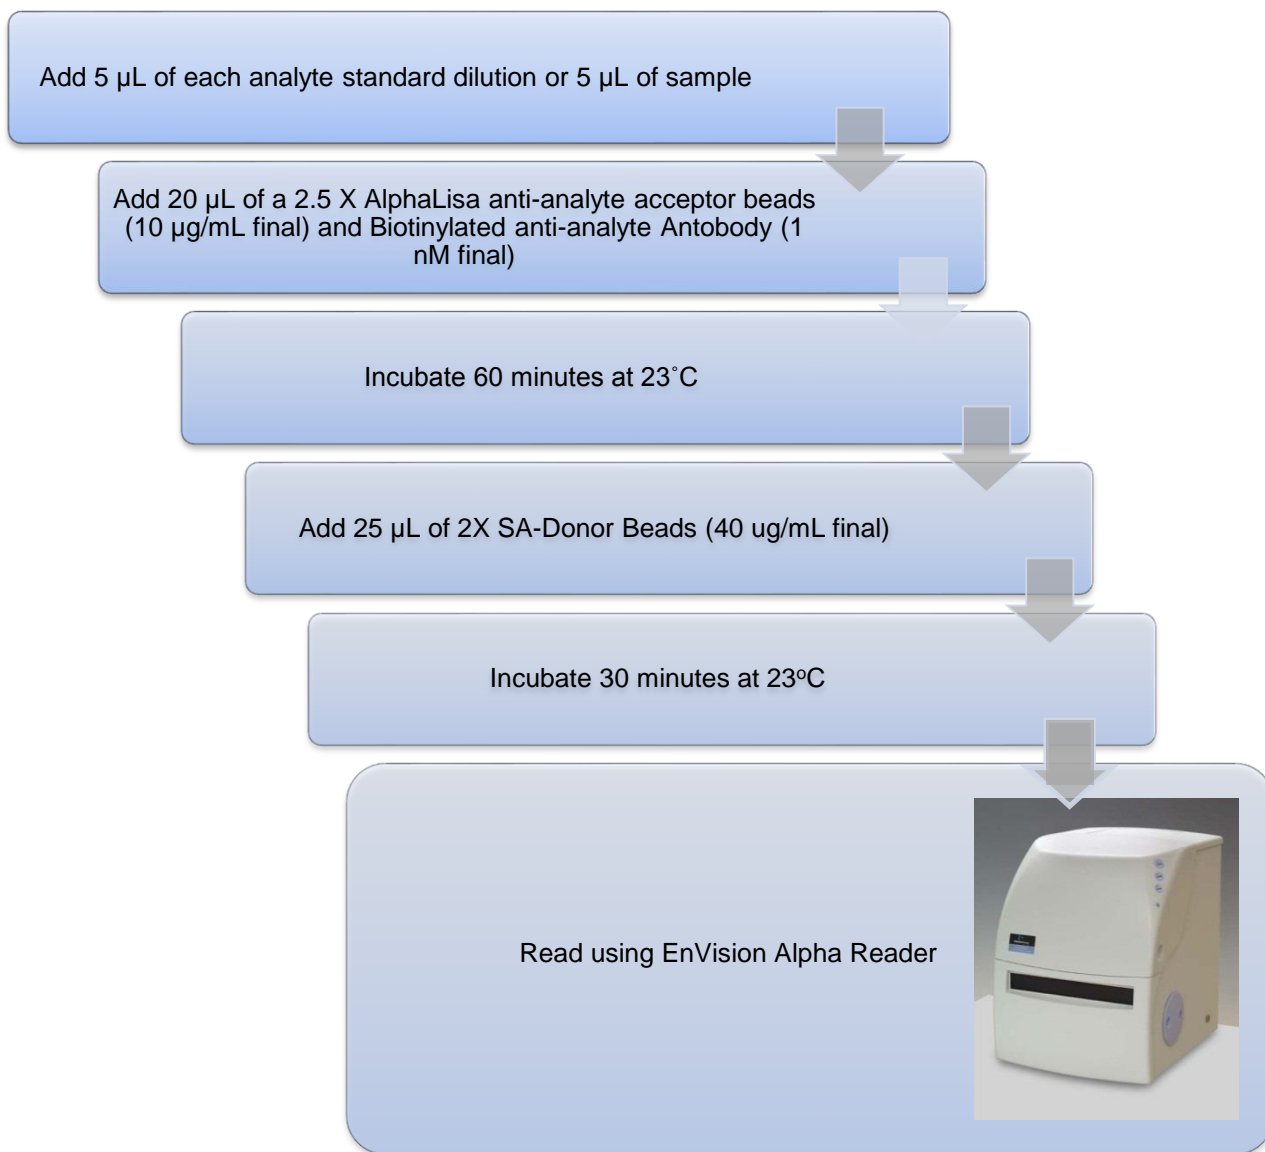 Add 5 µL of each analyte standard dilution or 5 µL of sample
Add 20 µL of a 2.5 X AlphaLisa anti-analyte acceptor beads
(10 µg/mL final) and Biotinylated anti-analyte Antobody (1
nM final)
Incubate 60 minutes at 23˚C
Add 25 µL of 2X SA-Donor Beads (40 ug/mL final)
Incubate 30 minutes at 23ºC
Read using EnVision Alpha Reader